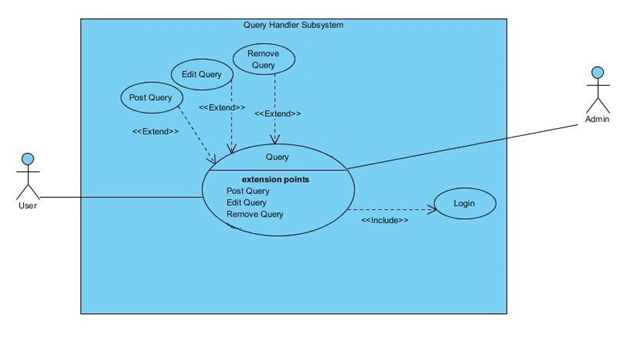 Query Handler Subsystem
Remove
Query
Edit Query
Post Query
<<Extend>>
<<Extend>>
<<Extend>>
Admin
Query
extension points
Post Query
Edit Query
Remove Query
User
Login
<<Include>>